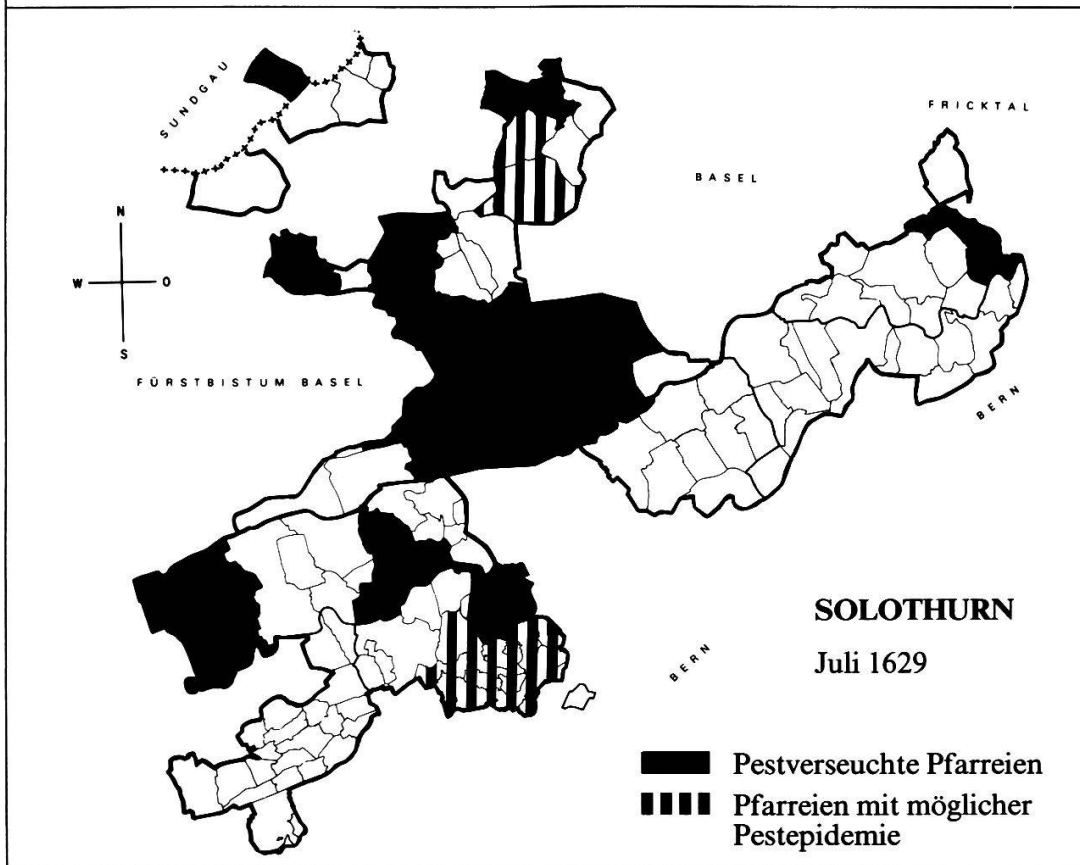 SUNDGAU
FRICKTAL
BASEL
N
W O
S
FÜRSTBISTUM BASEL
BERN
SOLOTHURN
Juli 1629
BERN
Pestverseuchte Pfarreien
Pfarreien mit möglicher
Pestepidemie